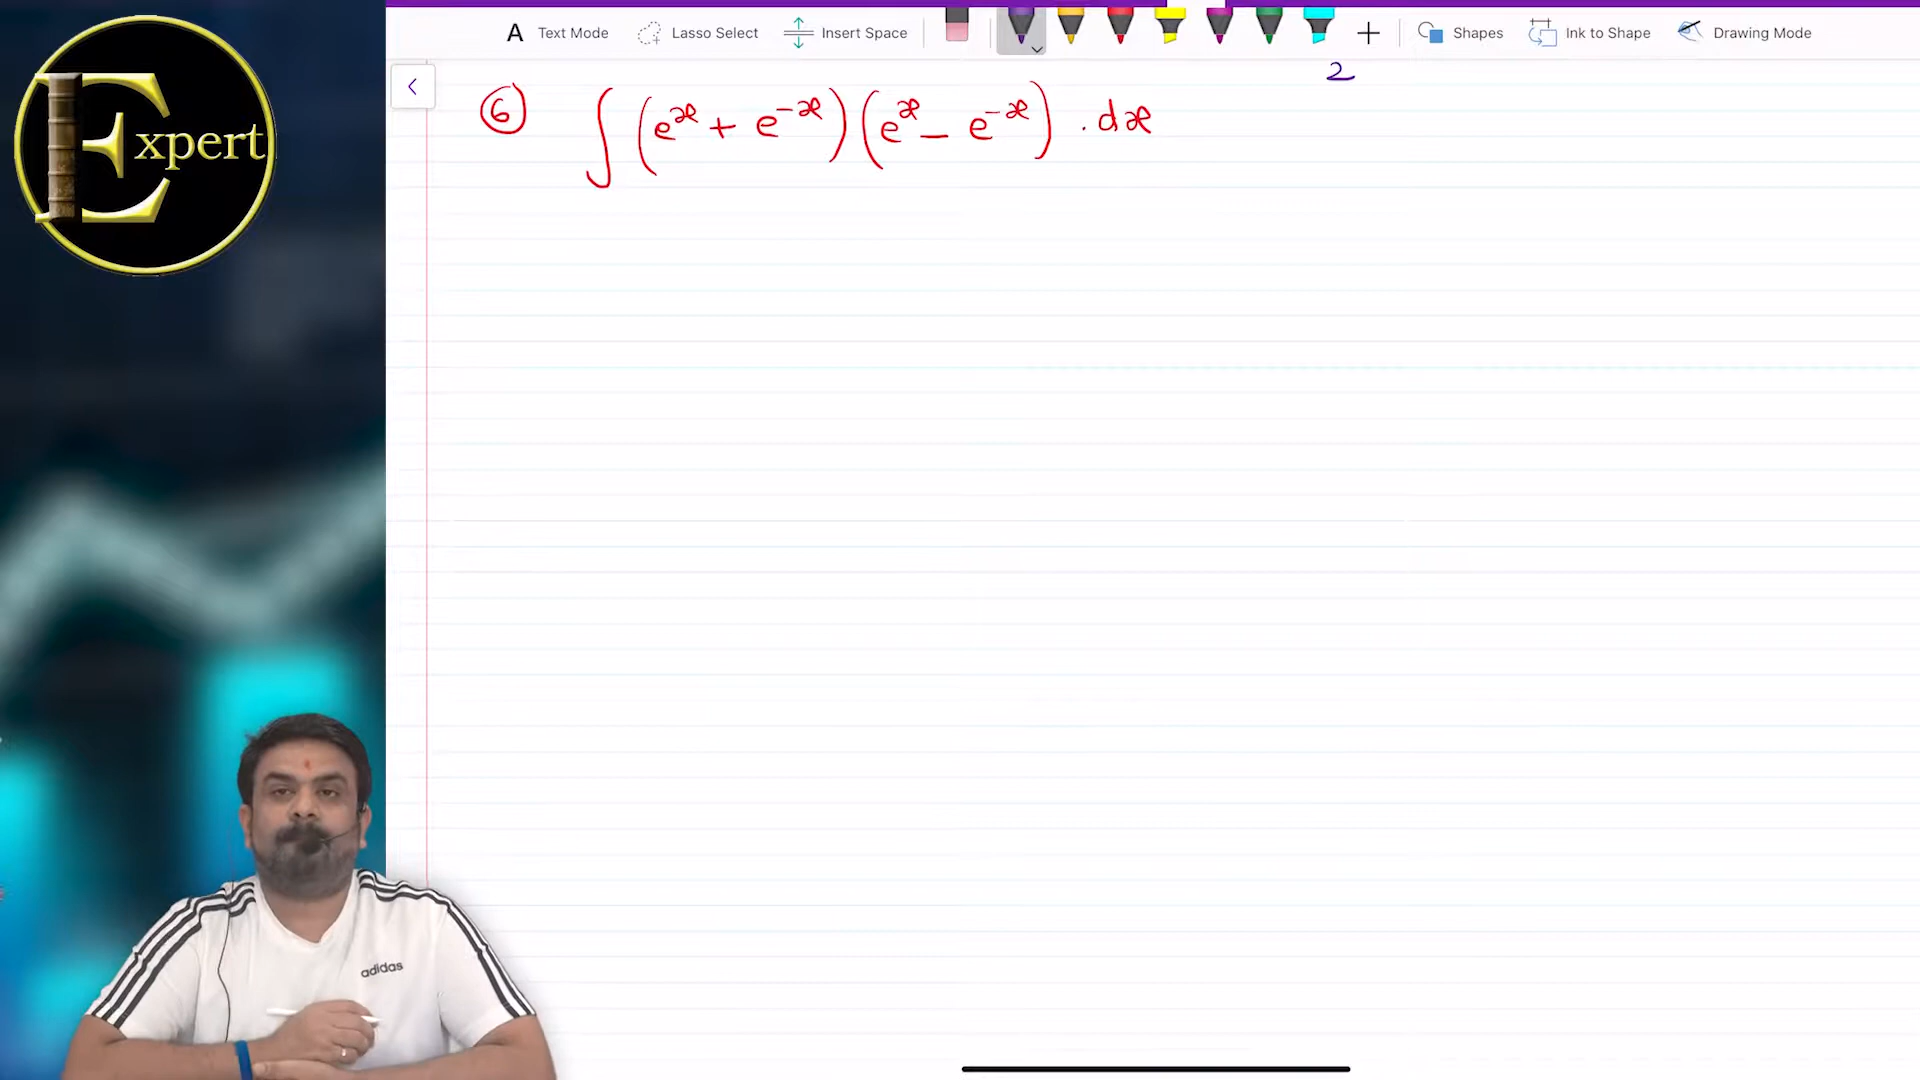 Expert
A Text Mode Lasso Select Insert Space Shapes Ink to Shape Drawing Mode
2
⑥ ∫ (eˣ + e⁻ˣ) (eˣ − e⁻ˣ) . dx
adidas